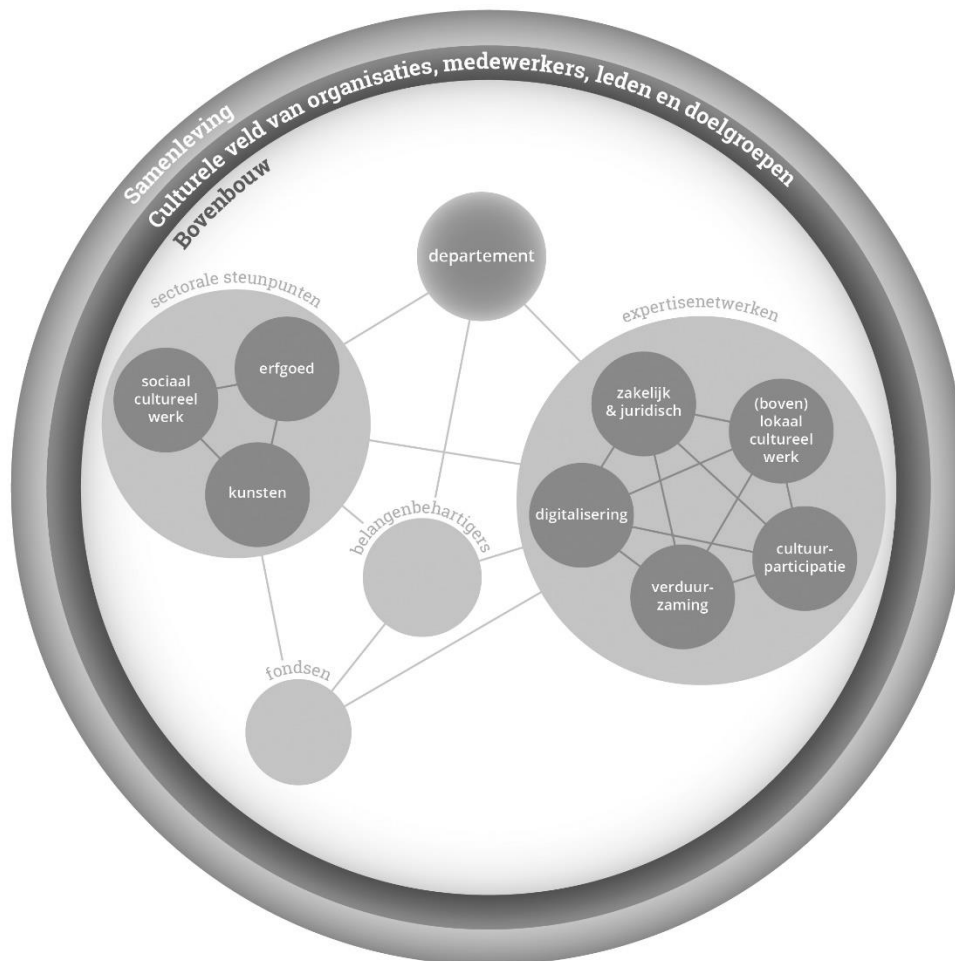 Samenleving
Culturele veld van organisaties, medewerkers, leden en doelgroepen
Bovenbouw
departement
sectorale steunpunten
erfgoed
sociaal
cultureel
werk
kunsten
expertisenetwerken
zakelijk
& juridisch
(boven)
lokaal
cultureel
werk
digitalisering
cultuur-
participatie
verduur-
zaming
belangenbehartigers
fondsen